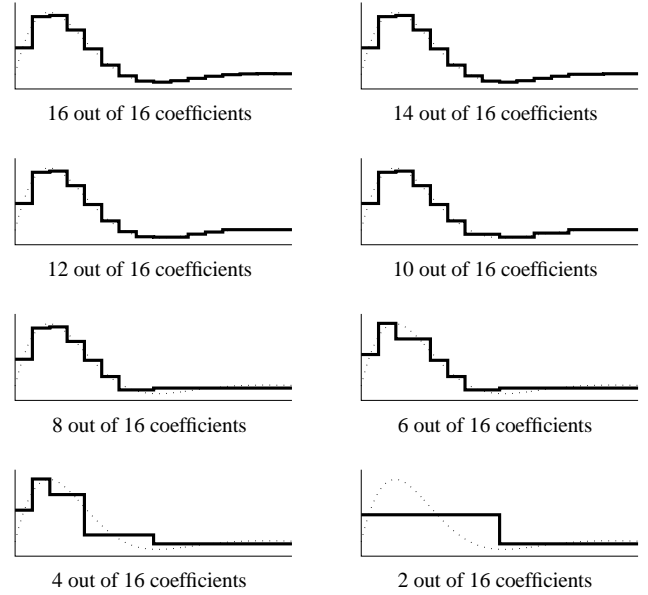 16 out of 16 coefficients
14 out of 16 coefficients
12 out of 16 coefficients
10 out of 16 coefficients
8 out of 16 coefficients
6 out of 16 coefficients
4 out of 16 coefficients
2 out of 16 coefficients